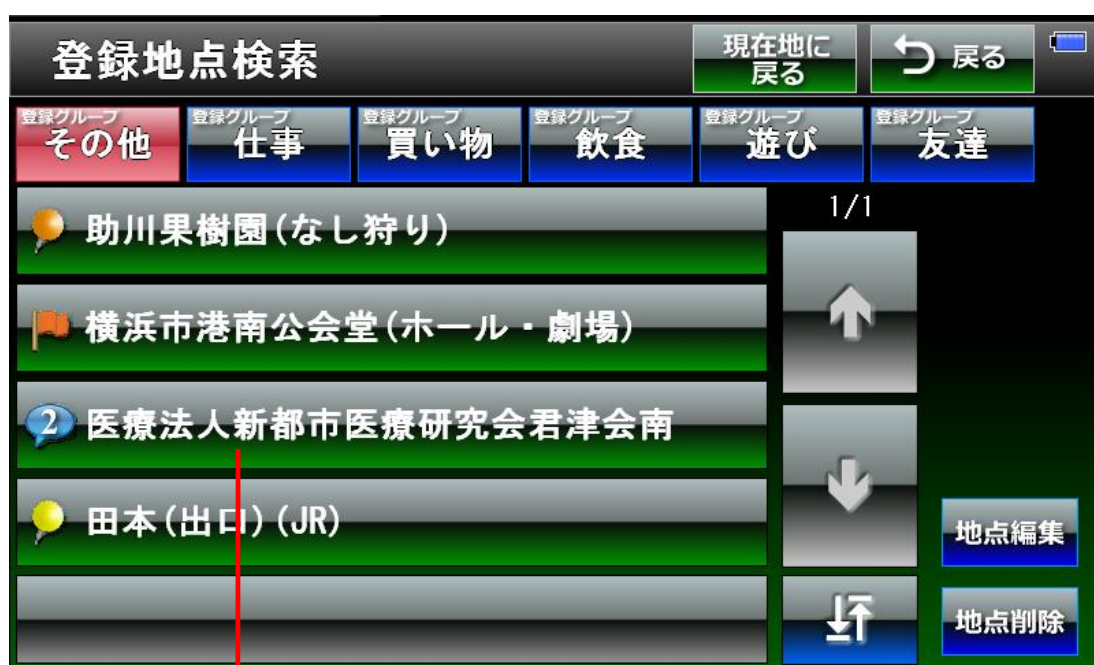 登録地点検索
現在地に
戻る
戻る
登録グループ
その他
登録グループ
仕事
登録グループ
買い物
登録グループ
飲食
登録グループ
遊び
登録グループ
友達
助川果樹園(なし狩り)
1/1
横浜市港南公会堂(ホール・劇場)
2
医療法人新都市医療研究会君津会南
田本(出口)(JR)
地点編集
地点削除